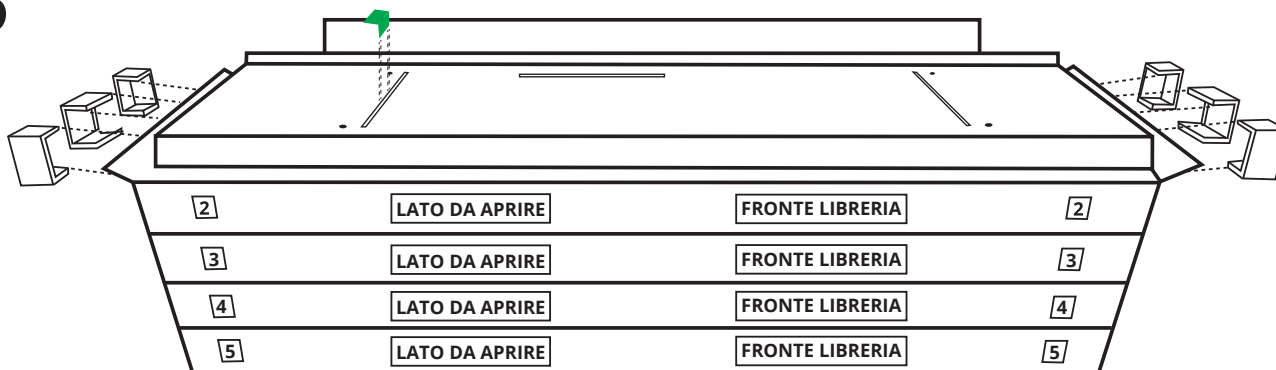 2 LATO DA APRIRE FRONTE LIBRERIA 2
3 LATO DA APRIRE FRONTE LIBRERIA 3
4 LATO DA APRIRE FRONTE LIBRERIA 4
5 LATO DA APRIRE FRONTE LIBRERIA 5